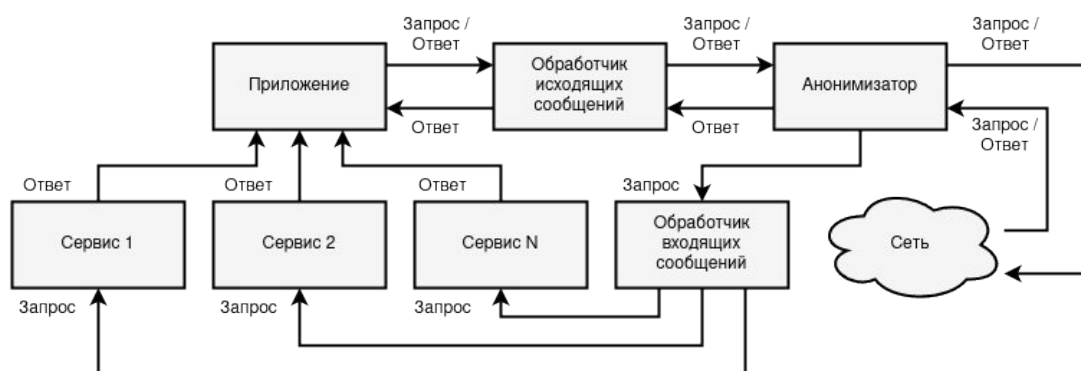 Запрос /
Ответ
Запрос /
Ответ
Запрос /
Ответ
Приложение
Обработчик
исходящих
сообщений
Анонимизатор
Ответ
Ответ
Запрос /
Ответ
Ответ
Ответ
Ответ
Запрос
Сервис 1
Сервис 2
Сервис N
Обработчик
входящих
сообщений
Сеть
Запрос
Запрос
Запрос